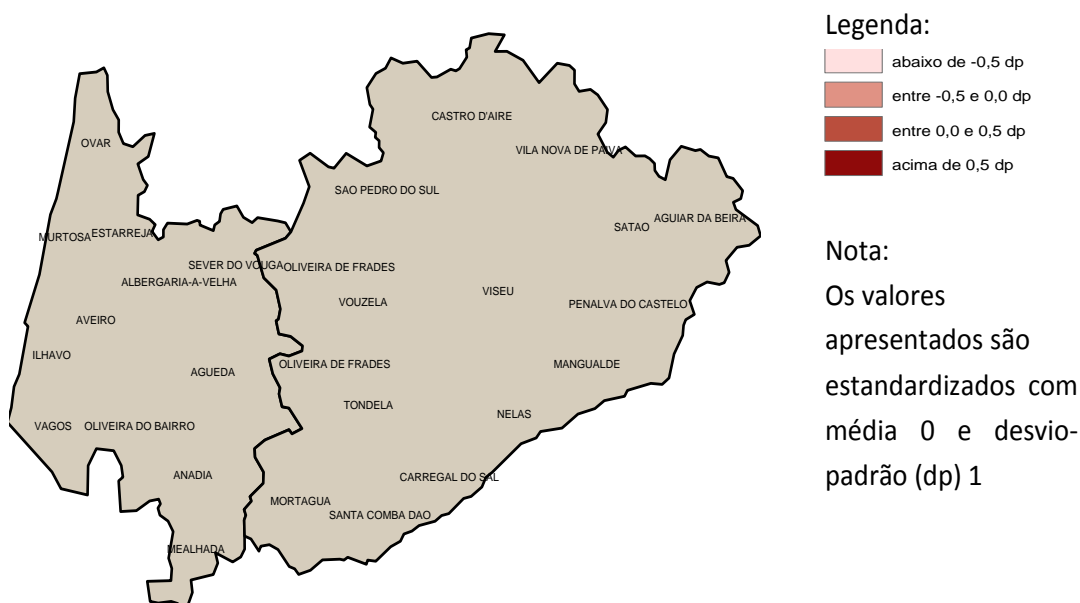 Legenda:
abaixo de -0,5 dp
entre -0,5 e 0,0 dp
entre 0,0 e 0,5 dp
acima de 0,5 dp
Nota:
Os valores
apresentados são
estandardizados com
média 0 e desvio-
padrão (dp) 1
CASTRO D'AIRE
OVAR
VILA NOVA DE PAIVA
SAO PEDRO DO SUL
AGUIAR DA BEIRA
SATAO
MURTOSA
ESTARREJA
SEVER DO VOUGA
OLIVEIRA DE FRADES
ALBERGARIA-A-VELHA
VISEU
VOUZELA
PENALVA DO CASTELO
AVEIRO
ILHAVO
OLIVEIRA DE FRADES
MANGUALDE
AGUEDA
TONDELA
NELAS
VAGOS
OLIVEIRA DO BAIRRO
ANADIA
CARREGAL DO SAL
MORTAGUA
SANTA COMBA DAO
MEALHADA